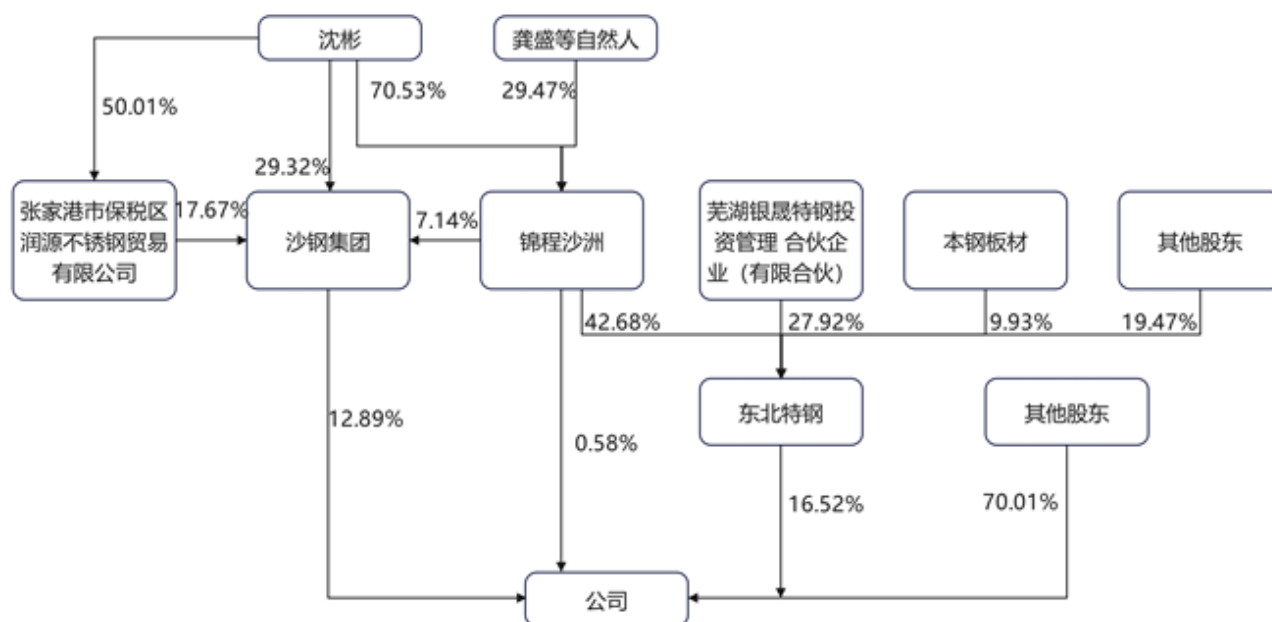 沈彬
龚盛等自然人
50.01%
70.53%
29.47%
29.32%
张家港市保税区
润源不锈钢贸易
有限公司
17.67%
沙钢集团
7.14%
锦程沙洲
芜湖银晟特钢投
资管理 合伙企
业（有限合伙）
本钢板材
其他股东
42.68%
27.92%
9.93%
19.47%
东北特钢
其他股东
12.89%
0.58%
16.52%
70.01%
公司